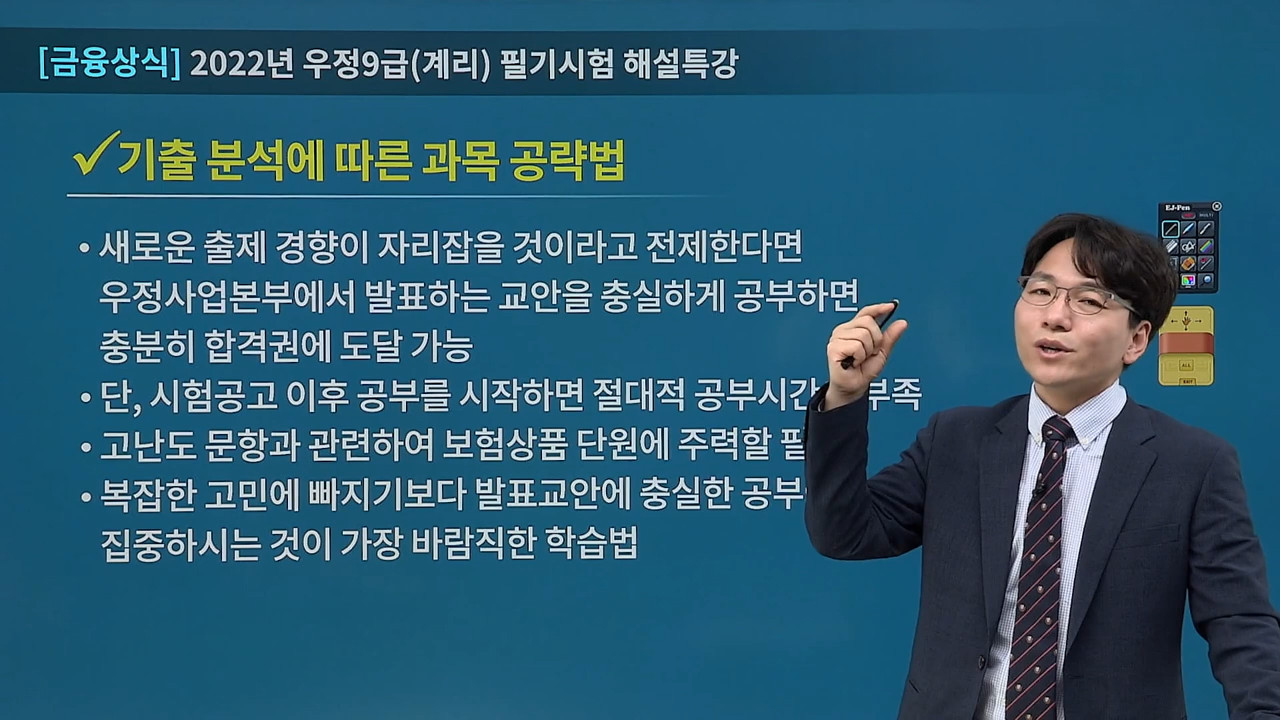 [금융상식] 2022년 우정9급(계리) 필기시험 해설특강
✓기출 분석에 따른 과목 공략법
• 새로운 출제 경향이 자리잡을 것이라고 전제한다면
우정사업본부에서 발표하는 교안을 충실하게 공부하면
충분히 합격권에 도달 가능
• 단, 시험공고 이후 공부를 시작하면 절대적 공부시간 부족
• 고난도 문항과 관련하여 보험상품 단원에 주력할
• 복잡한 고민에 빠지기보다 발표교안에 충실한 공부
집중하시는 것이 가장 바람직한 학습법
EJ-Pen
ALL
EXIT